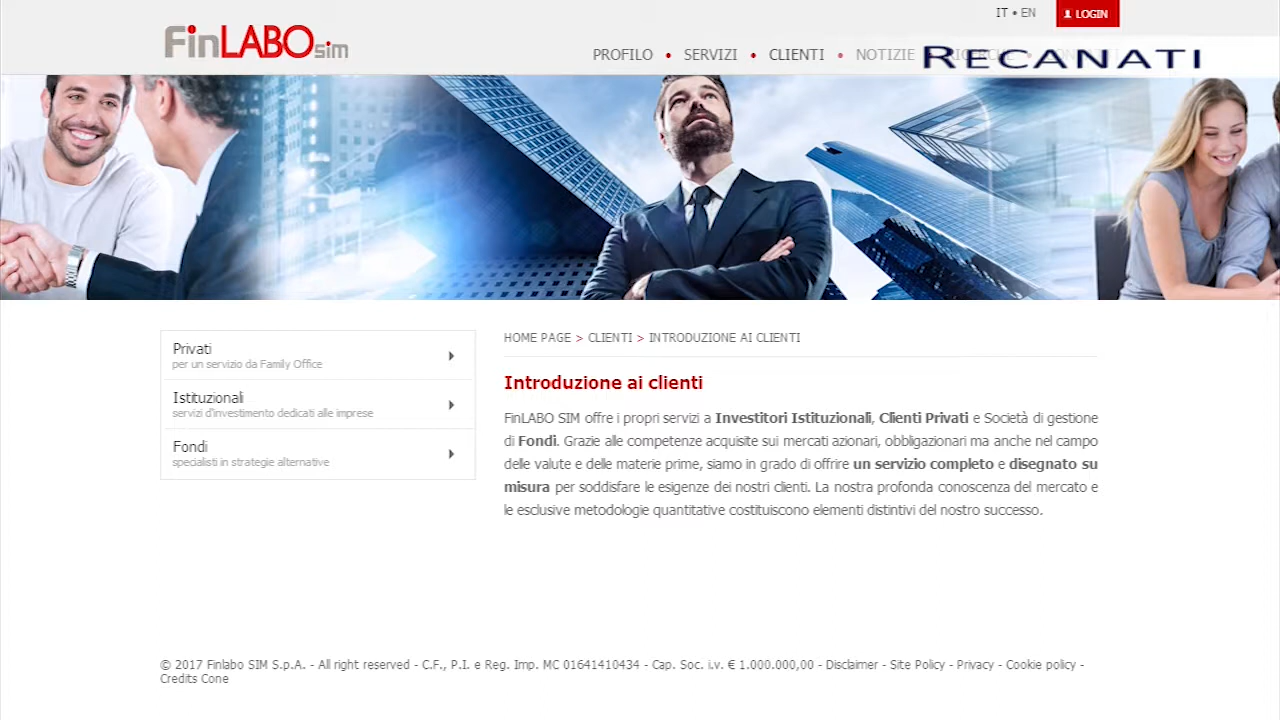 IT • EN
LOGIN
FinLABOsim
PROFILO • SERVIZI • CLIENTI • NOTIZIE
RECANATI
Privati
per un servizio da Family Office
Istituzionali
servizi d'investimento dedicati alle imprese
Fondi
specialisti in strategie alternative
HOME PAGE > CLIENTI > INTRODUZIONE AI CLIENTI
Introduzione ai clienti
FinLABO SIM offre i propri servizi a Investitori Istituzionali, Clienti Privati e Società di gestione
di Fondi. Grazie alle competenze acquisite sui mercati azionari, obbligazionari ma anche nel campo
delle valute e delle materie prime, siamo in grado di offrire un servizio completo e disegnato su
misura per soddisfare le esigenze dei nostri clienti. La nostra profonda conoscenza del mercato e
le esclusive metodologie quantitative costituiscono elementi distintivi del nostro successo.
© 2017 Finlabo SIM S.p.A. - All right reserved - C.F., P.I. e Reg. Imp. MC 01641410434 - Cap. Soc. i.v. € 1.000.000,00 - Disclaimer - Site Policy - Privacy - Cookie policy -
Credits Cone